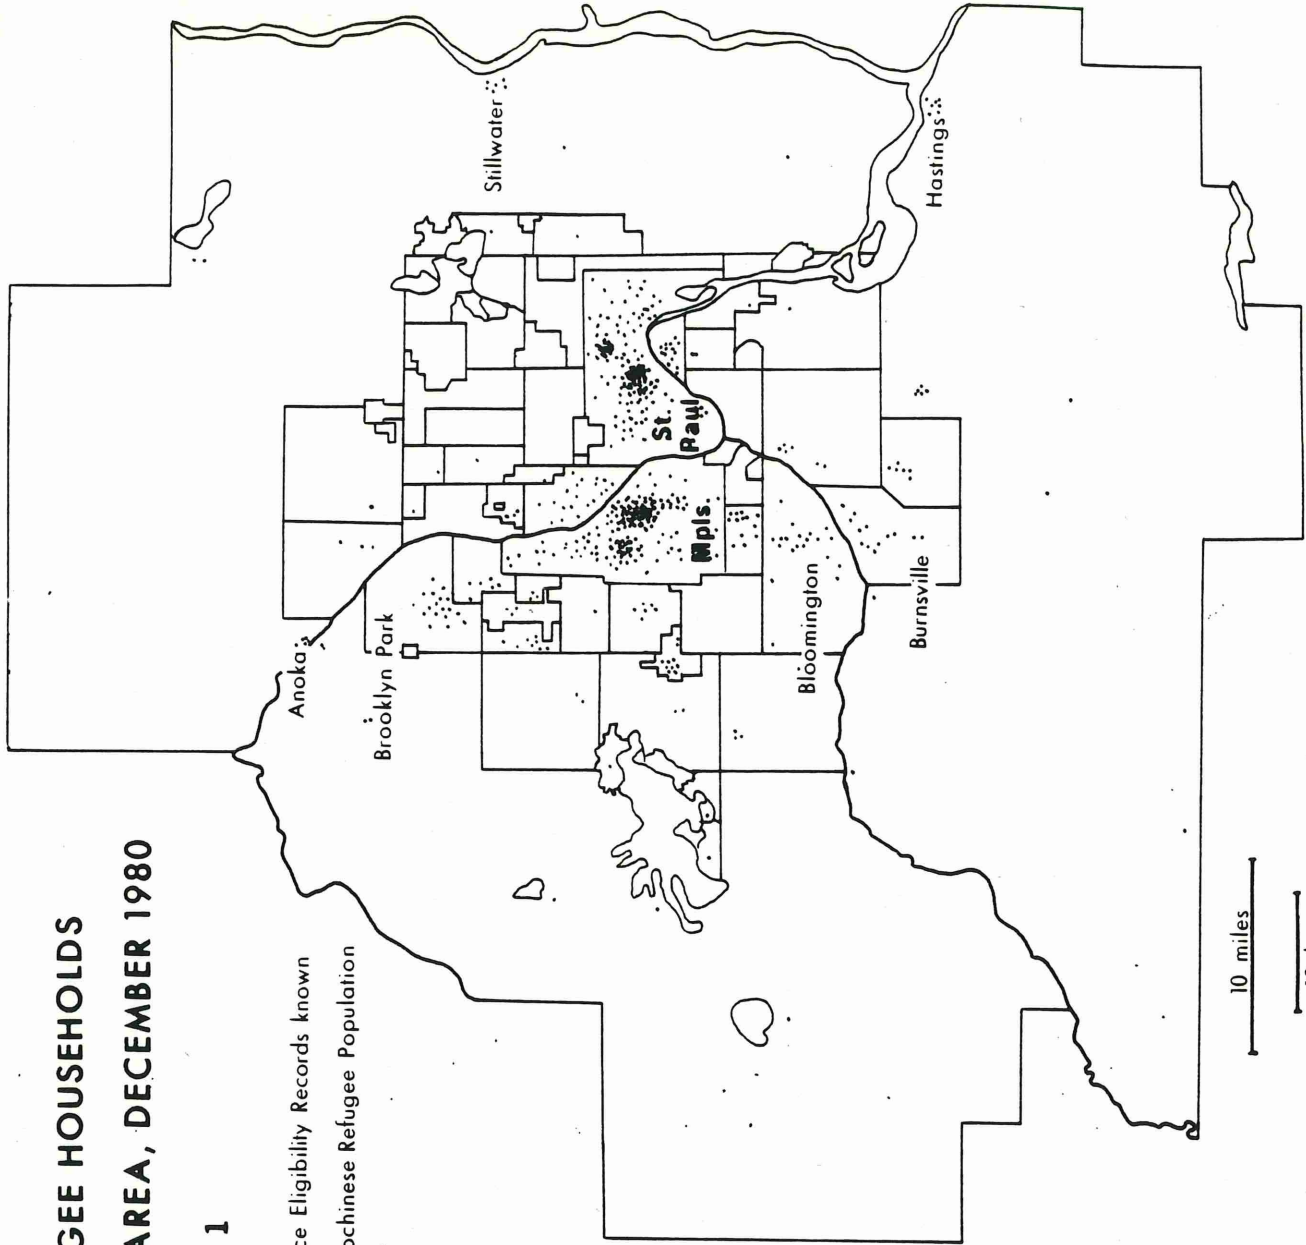 GEE HOUSEHOLDS
AREA, DECEMBER 1980
1
ce Eligibility Records known
ochinese Refugee Population
Anoka
Brooklyn Park
Stillwater
St
Paul
Mpls
Bloomington
Burnsville
Hastings
10 miles